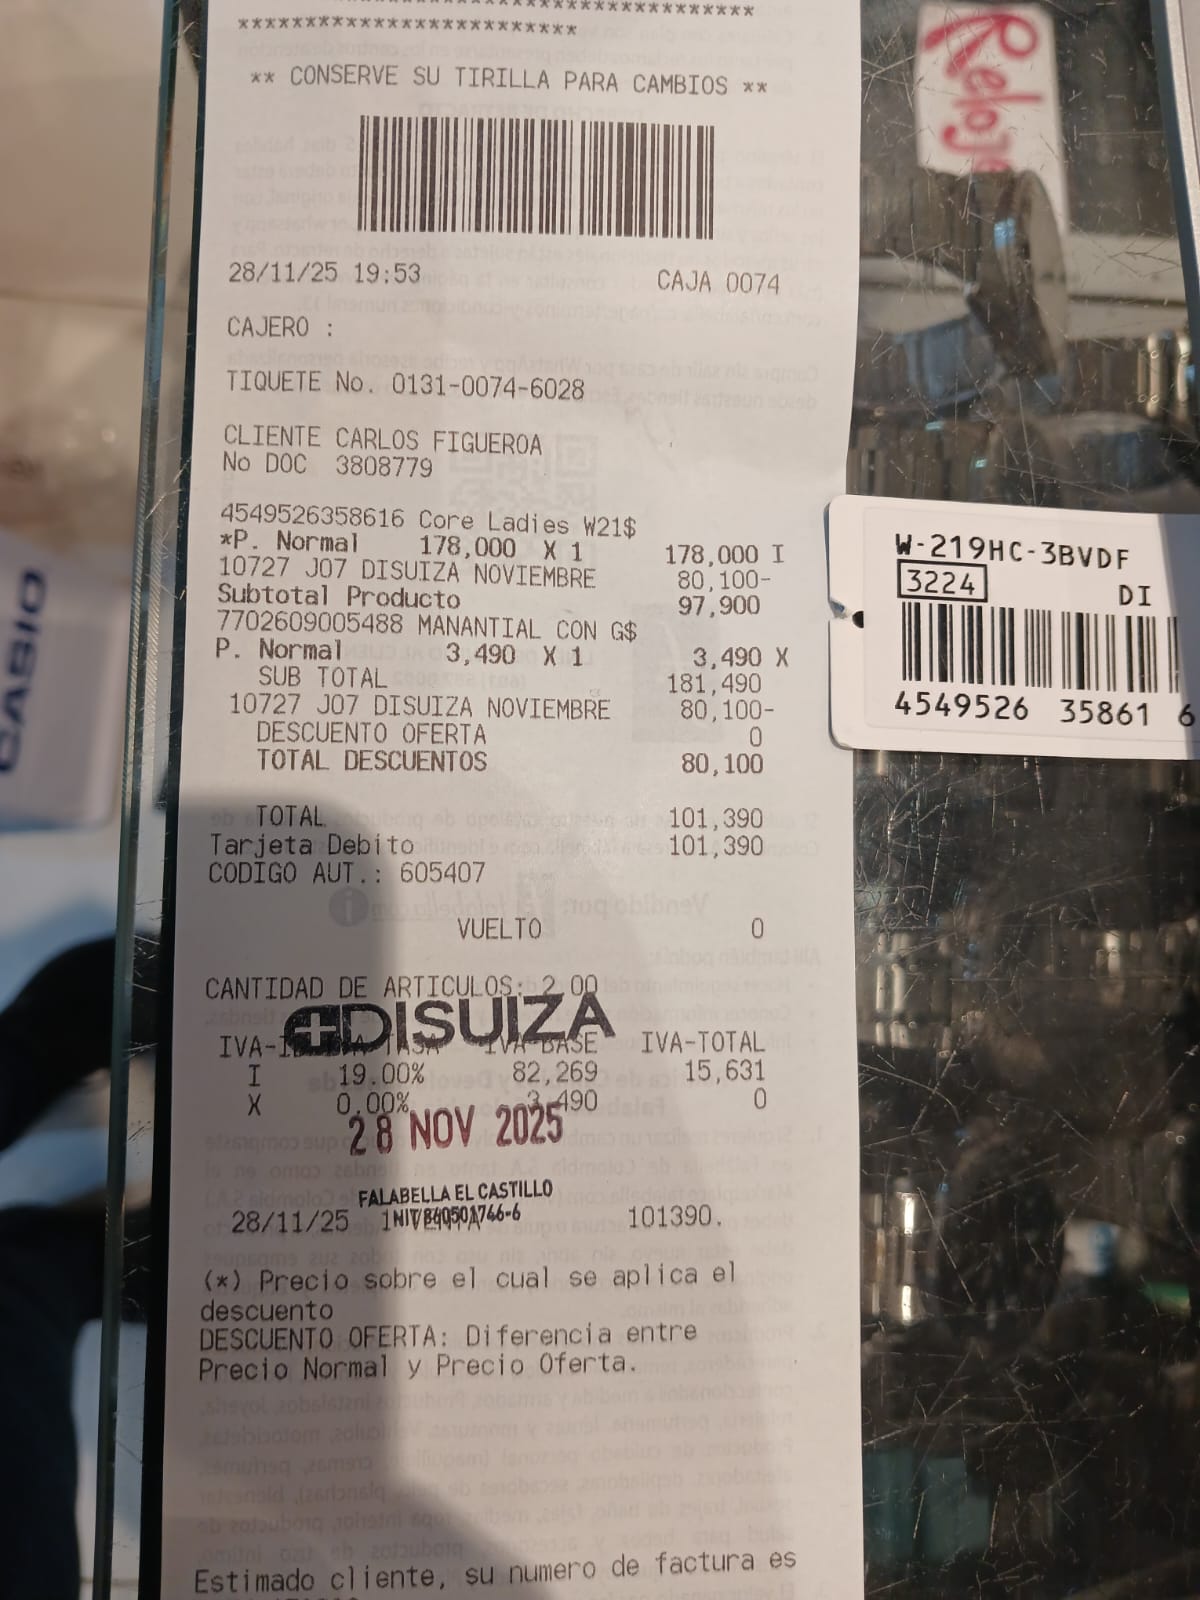 ** CONSERVE SU TIRILLA PARA CAMBIOS **
28/11/25 19:53 CAJA 0074
CAJERO :
TIQUETE No. 0131-0074-6028
CLIENTE CARLOS FIGUEROA
No DOC 3808779
4549526358616 Core Ladies W21$
*P. Normal 178,000 X 1 178,000 I
10727 J07 DISUIZA NOVIEMBRE 80,100-
Subtotal Producto 97,900
7702609005488 MANANTIAL CON G$
P. Normal 3,490 X 1 3,490 X
SUB TOTAL 181,490
10727 J07 DISUIZA NOVIEMBRE 80,100-
DESCUENTO OFERTA 0
TOTAL DESCUENTOS 80,100
TOTAL 101,390
Tarjeta Debito 101,390
CODIGO AUT.: 605407
VUELTO 0
CANTIDAD DE ARTICULOS: 2.00
DISUIZA
TASA IVA-BASE IVA-TOTAL
I 19.00% 82,269 15,631
X 0.00% 3,490 0
28 NOV 2025
FALABELLA EL CASTILLO
28/11/25 101390.
(*) Precio sobre el cual se aplica el
descuento
DESCUENTO OFERTA: Diferencia entre
Precio Normal y Precio Oferta.
Estimado cliente, su numero de factura es
W-219HC-3BVDF
3224
DI
4549526 35861 6
CASIO